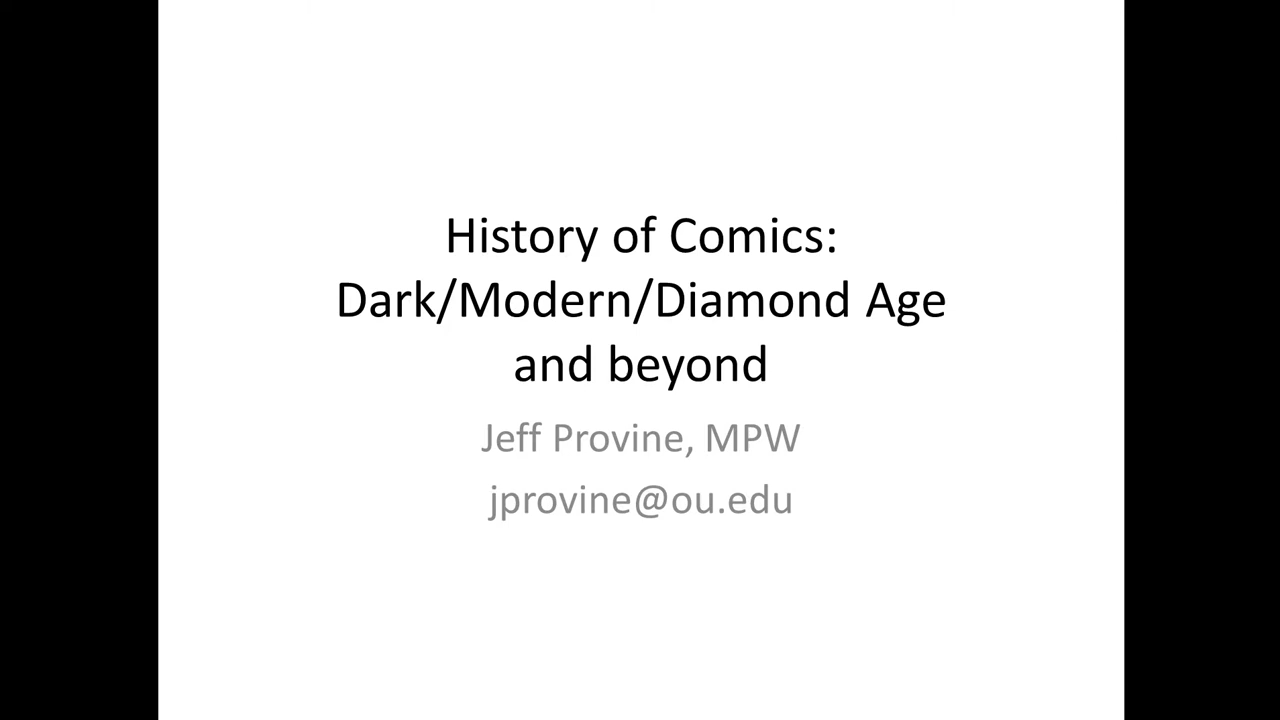 History of Comics:
Dark/Modern/Diamond Age
and beyond
Jeff Provine, MPW
jprovine@ou.edu